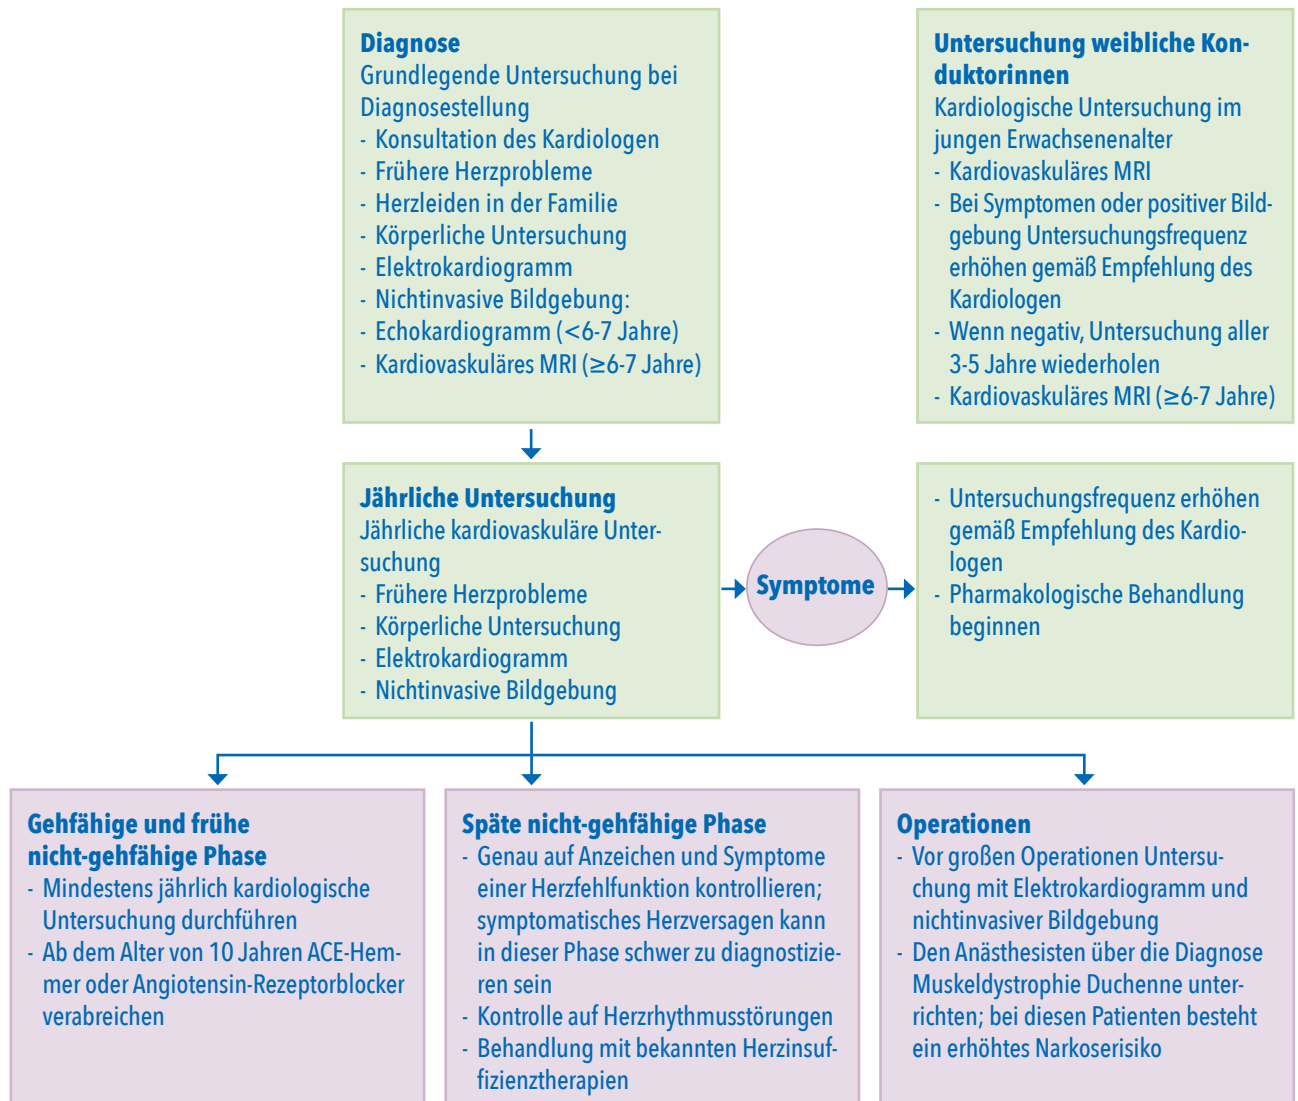 Diagnose
Grundlegende Untersuchung bei
Diagnosestellung
- Konsultation des Kardiologen
- Frühere Herzprobleme
- Herzleiden in der Familie
- Körperliche Untersuchung
- Elektrokardiogramm
- Nichtinvasive Bildgebung:
- Echokardiogramm (<6-7 Jahre)
- Kardiovaskuläres MRI (≥6-7 Jahre)
Untersuchung weibliche Kon-
duktorinnen
Kardiologische Untersuchung im
jungen Erwachsenenalter
- Kardiovaskuläres MRI
- Bei Symptomen oder positiver Bild-
gebung Untersuchungsfrequenz
erhöhen gemäß Empfehlung des
Kardiologen
- Wenn negativ, Untersuchung aller
3-5 Jahre wiederholen
- Kardiovaskuläres MRI (≥6-7 Jahre)
Jährliche Untersuchung
Jährliche kardiovaskuläre Unter-
suchung
- Frühere Herzprobleme
- Körperliche Untersuchung
- Elektrokardiogramm
- Nichtinvasive Bildgebung
Symptome
- Untersuchungsfrequenz erhöhen
gemäß Empfehlung des Kardio-
logen
- Pharmakologische Behandlung
beginnen
Gehfähige und frühe
nicht-gehfähige Phase
- Mindestens jährlich kardiologische
Untersuchung durchführen
- Ab dem Alter von 10 Jahren ACE-Hem-
mer oder Angiotensin-Rezeptorblocker
verabreichen
Späte nicht-gehfähige Phase
- Genau auf Anzeichen und Symptome
einer Herzfehlfunktion kontrollieren;
symptomatisches Herzversagen kann
in dieser Phase schwer zu diagnostizie-
ren sein
- Kontrolle auf Herzrhythmusstörungen
- Behandlung mit bekannten Herzinsuf-
fizienztherapien
Operationen
- Vor großen Operationen Untersu-
chung mit Elektrokardiogramm und
nichtinvasiver Bildgebung
- Den Anästhesisten über die Diagnose
Muskeldystrophie Duchenne unter-
richten; bei diesen Patienten besteht
ein erhöhtes Narkoserisiko